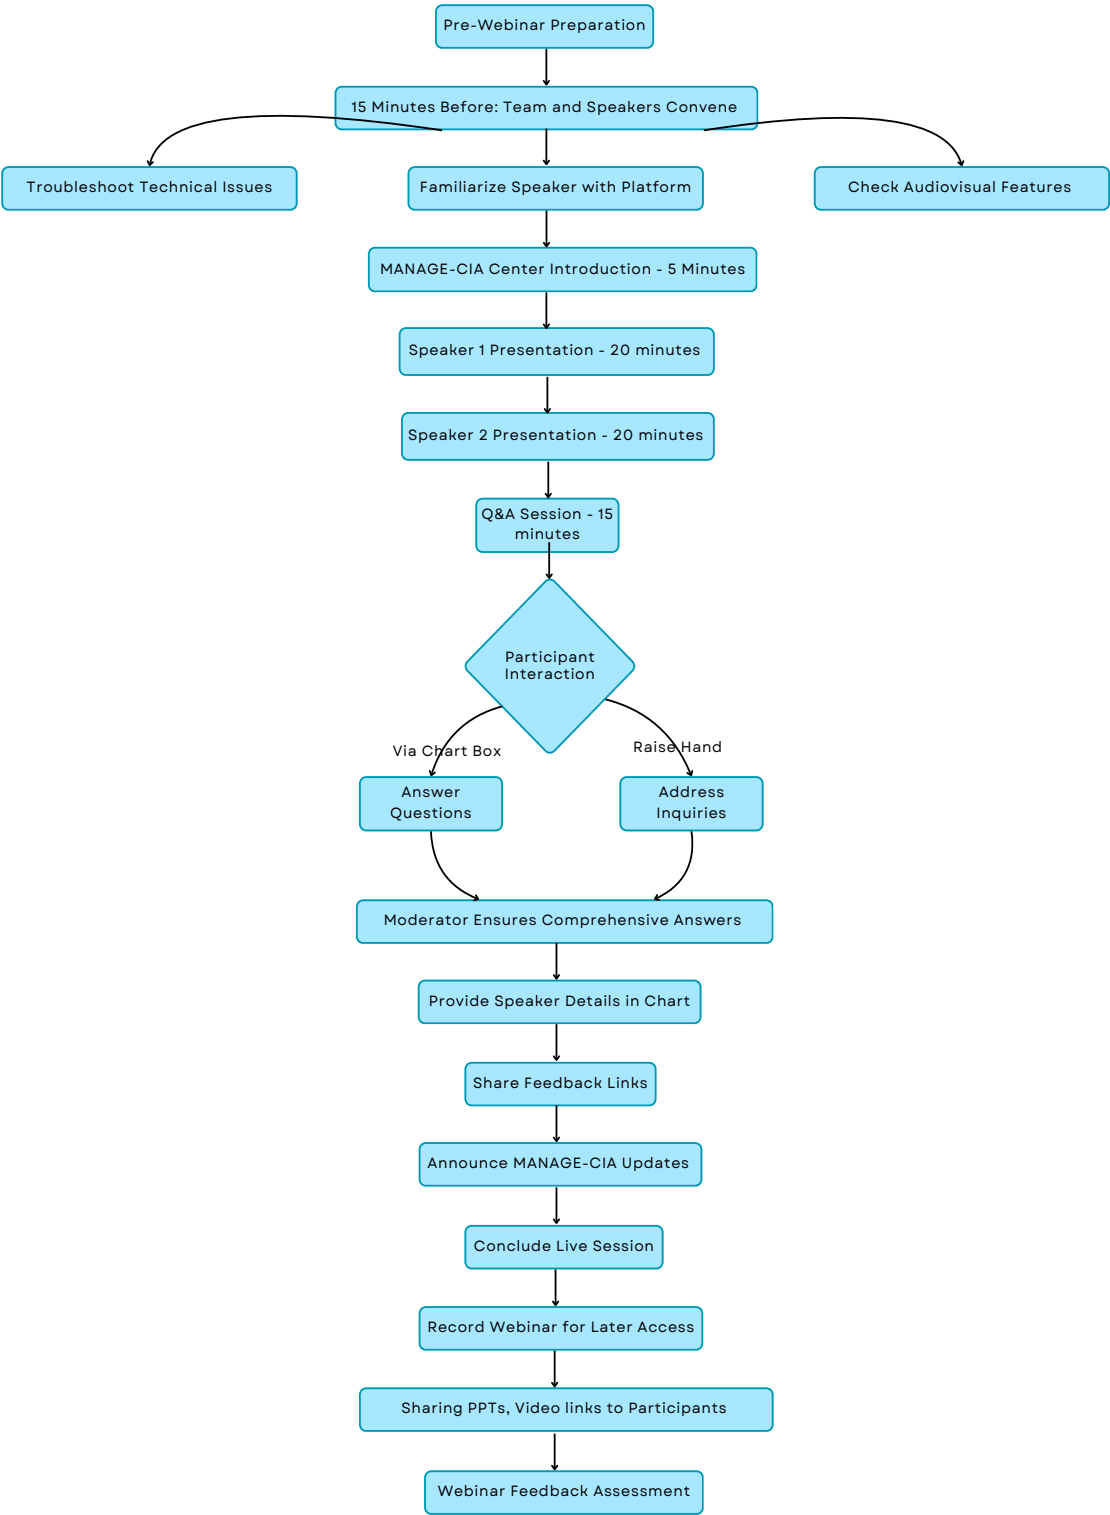 Pre-Webinar Preparation
15 Minutes Before: Team and Speakers Convene
Troubleshoot Technical Issues
Familiarize Speaker with Platform
Check Audiovisual Features
MANAGE-CIA Center Introduction - 5 Minutes
Speaker 1 Presentation - 20 minutes
Speaker 2 Presentation - 20 minutes
Q&A Session - 15
minutes
Participant
Interaction
Via Chart Box
Raise Hand
Answer
Questions
Address
Inquiries
Moderator Ensures Comprehensive Answers
Provide Speaker Details in Chart
Share Feedback Links
Announce MANAGE-CIA Updates
Conclude Live Session
Record Webinar for Later Access
Sharing PPTs, Video links to Participants
Webinar Feedback Assessment